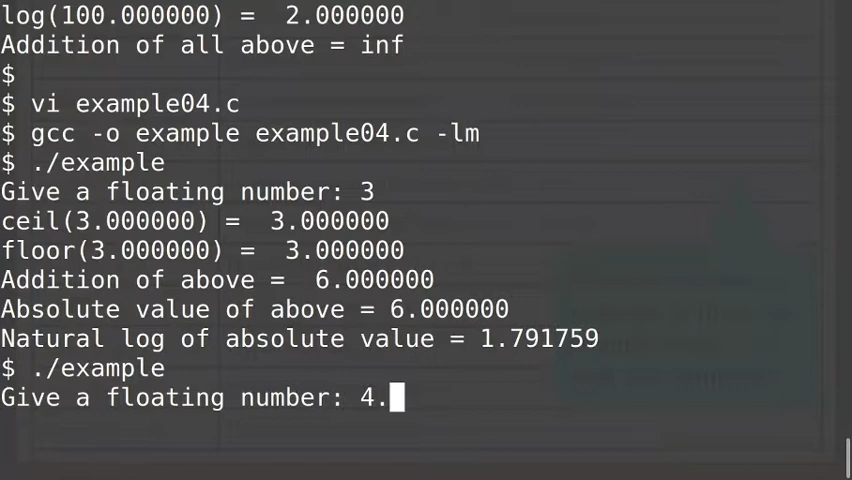 log(100.000000) =  2.000000
Addition of all above = inf
$
$ vi example04.c
$ gcc -o example example04.c -lm
$ ./example
Give a floating number: 3
ceil(3.000000) =  3.000000
floor(3.000000) =  3.000000
Addition of above =  6.000000
Absolute value of above = 6.000000
Natural log of absolute value = 1.791759
$ ./example
Give a floating number: 4.